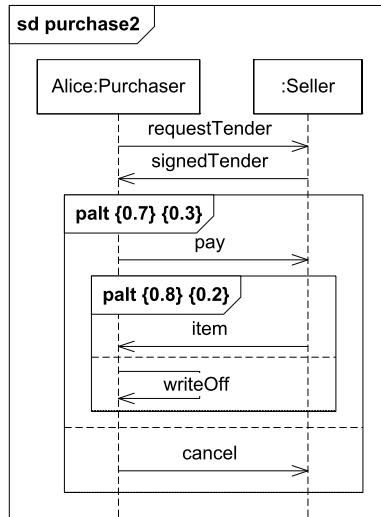 sd purchase2
Alice:Purchaser
:Seller
requestTender
signedTender
palt {0.7} {0.3}
pay
palt {0.8} {0.2}
item
writeOff
cancel